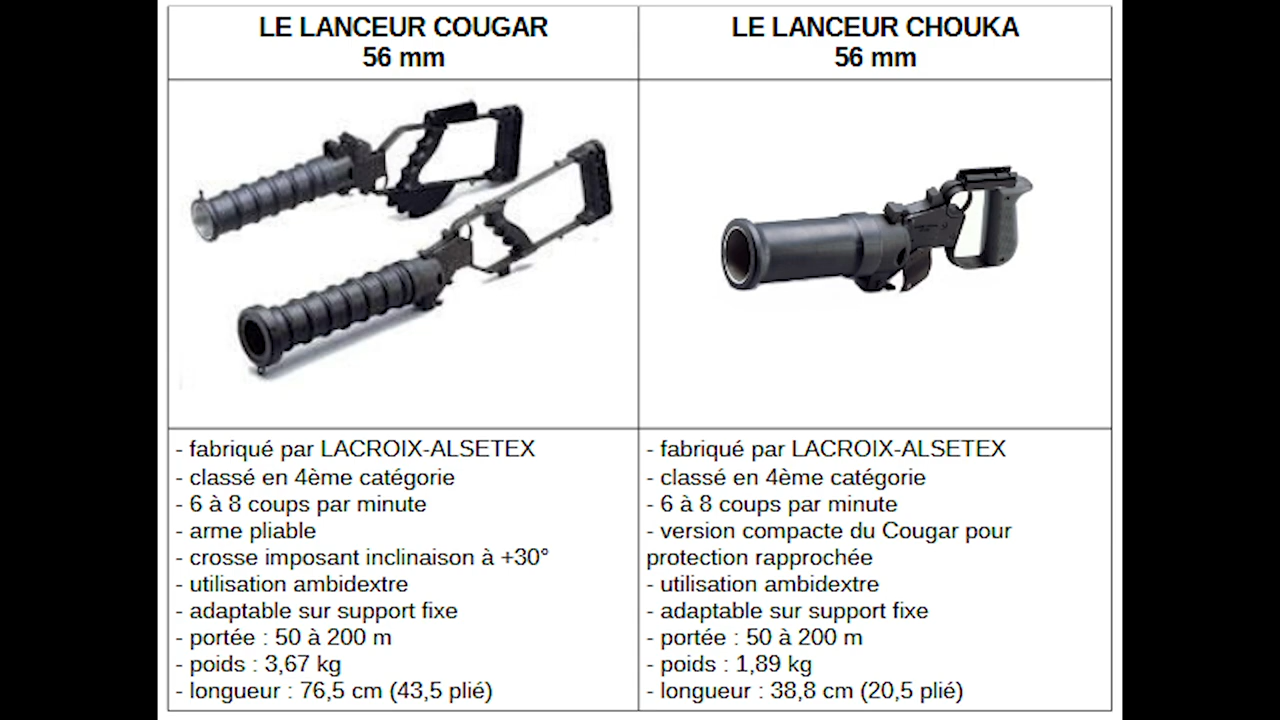 LE LANCEUR COUGAR
56 mm
LE LANCEUR CHOUKA
56 mm
- fabriqué par LACROIX-ALSETEX
- classé en 4ème catégorie
- 6 à 8 coups par minute
- arme pliable
- crosse imposant inclinaison à +30°
- utilisation ambidextre
- adaptable sur support fixe
- portée : 50 à 200 m
- poids : 3,67 kg
- longueur : 76,5 cm (43,5 plié)
- fabriqué par LACROIX-ALSETEX
- classé en 4ème catégorie
- 6 à 8 coups par minute
- version compacte du Cougar pour
protection rapprochée
- utilisation ambidextre
- adaptable sur support fixe
- portée : 50 à 200 m
- poids : 1,89 kg
- longueur : 38,8 cm (20,5 plié)